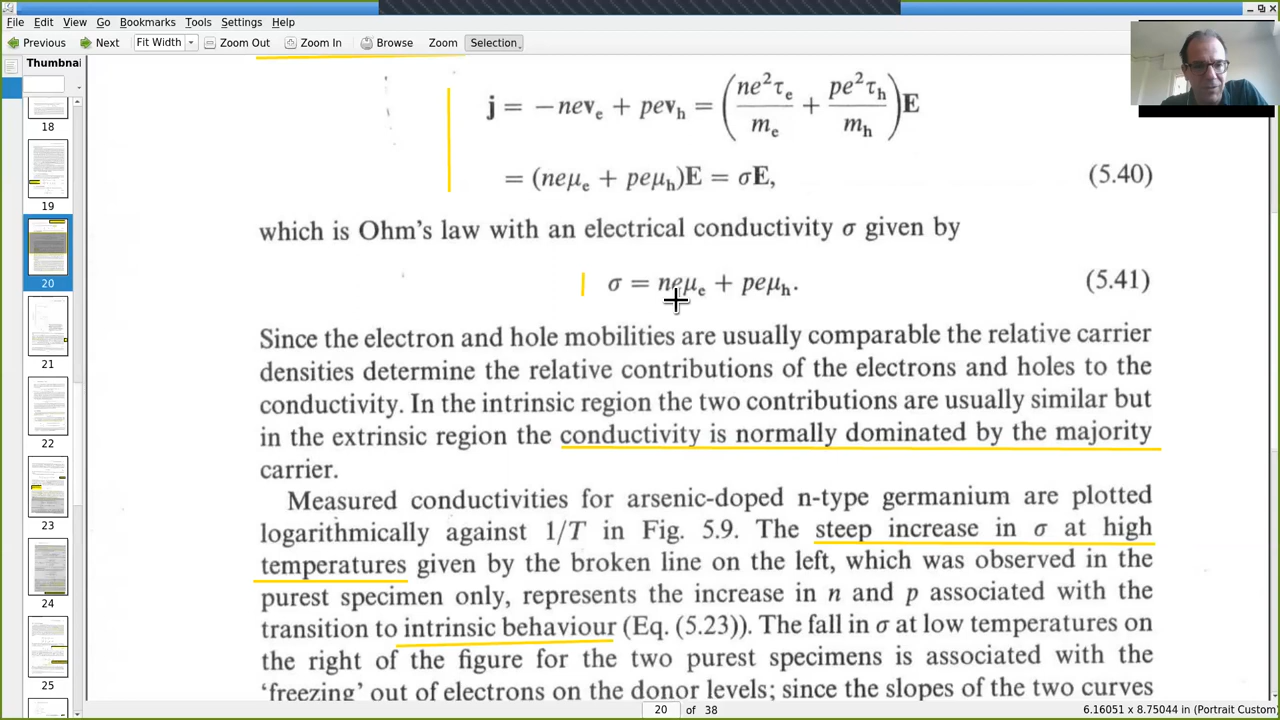 File Edit View Go Bookmarks Tools Settings Help
Previous Next Fit Width Zoom Out Zoom In Browse Zoom Selection
Thumbnai
18
19
20
21
22
23
24
25
j = −nev_e + pev_h = (ne²τ_e/m_e + pe²τ_h/m_h)E
= (neμ_e + peμ_h)E = σE, (5.40)
which is Ohm's law with an electrical conductivity σ given by
σ = neμ_e + peμ_h. (5.41)
Since the electron and hole mobilities are usually comparable the relative carrier
densities determine the relative contributions of the electrons and holes to the
conductivity. In the intrinsic region the two contributions are usually similar but
in the extrinsic region the conductivity is normally dominated by the majority
carrier.
Measured conductivities for arsenic-doped n-type germanium are plotted
logarithmically against 1/T in Fig. 5.9. The steep increase in σ at high
temperatures given by the broken line on the left, which was observed in the
purest specimen only, represents the increase in n and p associated with the
transition to intrinsic behaviour (Eq. (5.23)). The fall in σ at low temperatures on
the right of the figure for the two purest specimens is associated with the
'freezing' out of electrons on the donor levels; since the slopes of the two curves
20 of 38
6.16051 x 8.75044 in (Portrait Custom)